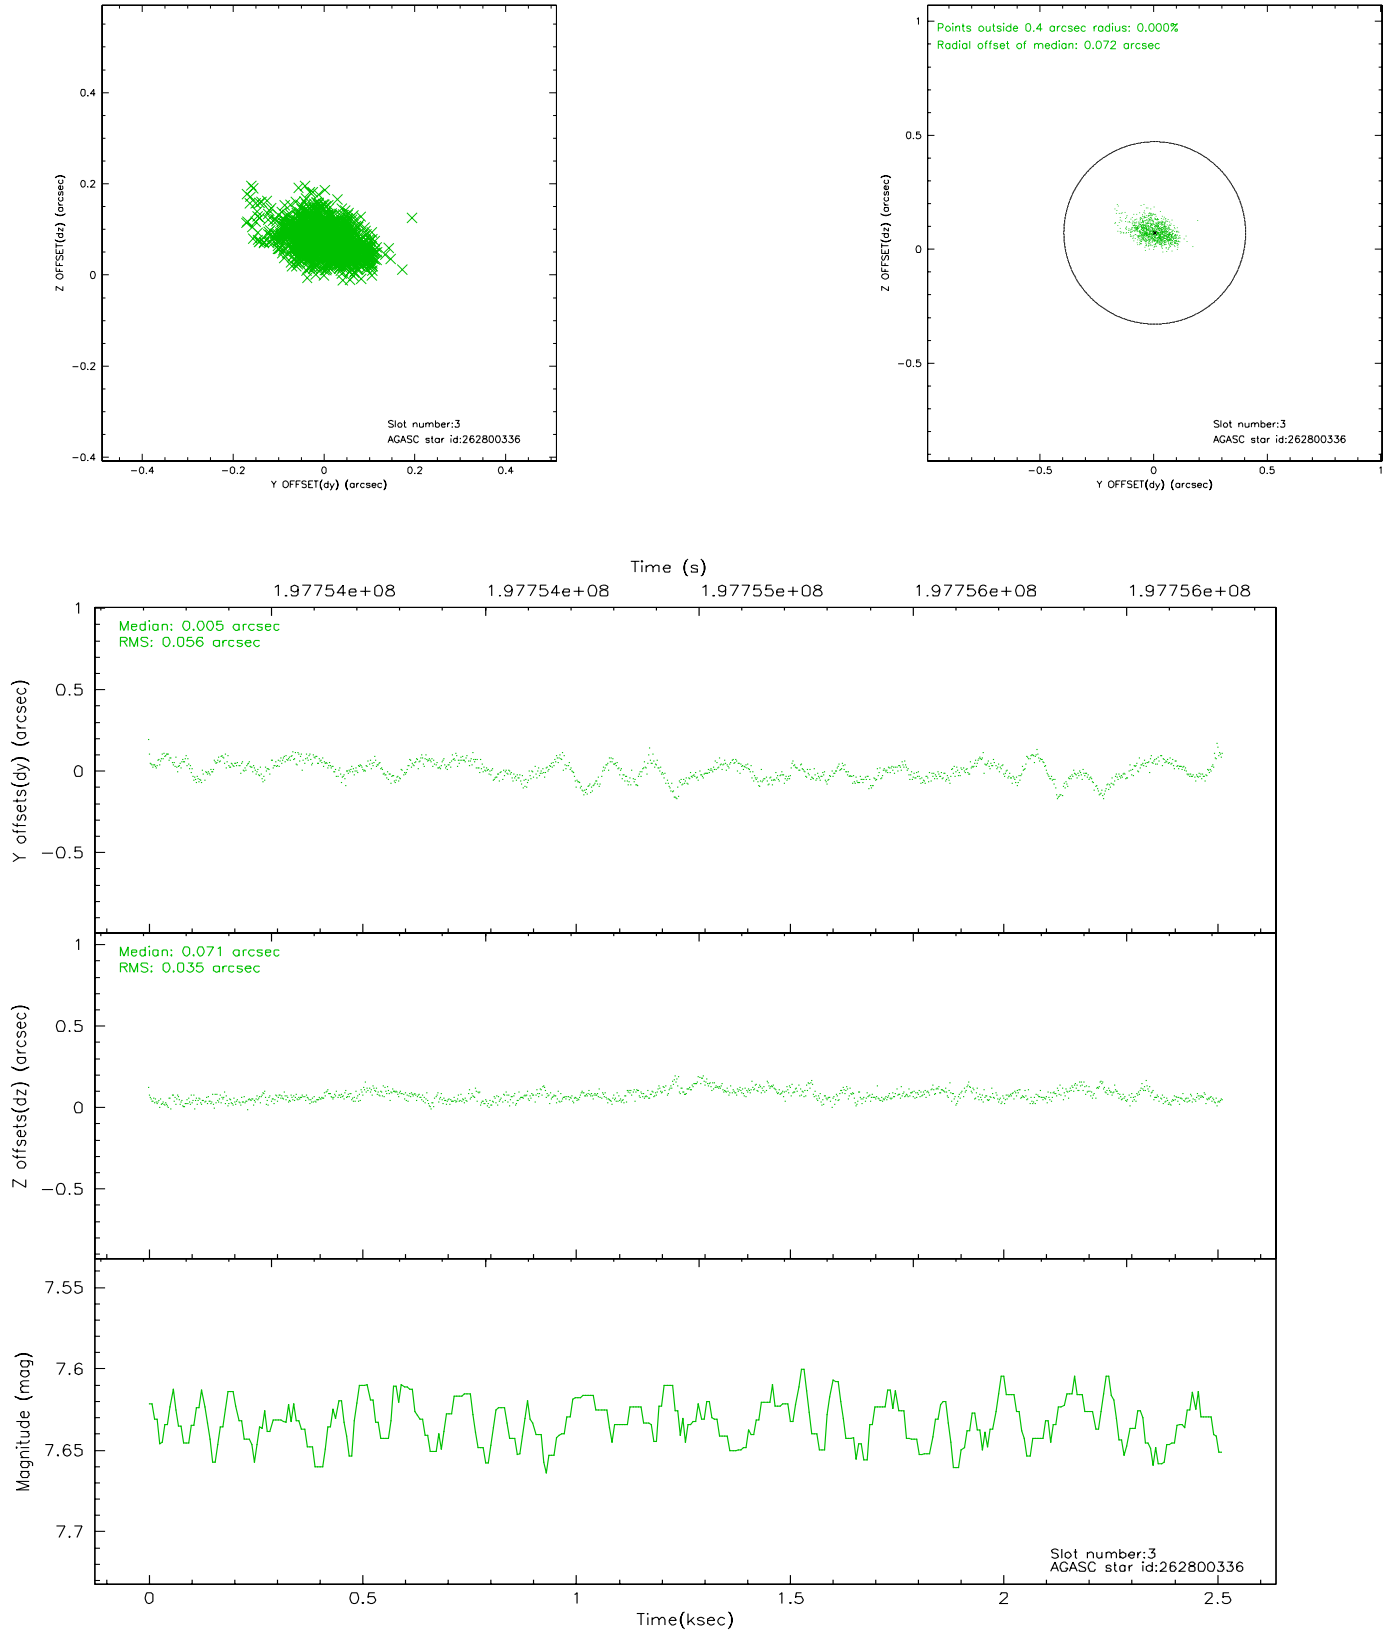 0.4
0.2
0
−0.2
−0.4
Z OFFSET(dz) (arcsec)
Slot number:3
AGASC star id:262800336
−0.4 −0.2 0 0.2 0.4
Y OFFSET(dy) (arcsec)
Points outside 0.4 arcsec radius: 0.000%
Radial offset of median: 0.072 arcsec
1
0.5
0
−0.5
Z OFFSET(dz) (arcsec)
Slot number:3
AGASC star id:262800336
−0.5 0 0.5 1
Y OFFSET(dy) (arcsec)
Time (s)
1.97754e+08 1.97754e+08 1.97755e+08 1.97756e+08 1.97756e+08
Median: 0.005 arcsec
RMS: 0.056 arcsec
1
0.5
0
−0.5
Y offsets(dy) (arcsec)
Median: 0.071 arcsec
RMS: 0.035 arcsec
1
0.5
0
−0.5
Z offsets(dz) (arcsec)
7.55
7.6
7.65
7.7
Magnitude (mag)
Slot number:3
AGASC star id:262800336
0 0.5 1 1.5 2 2.5
Time(ksec)